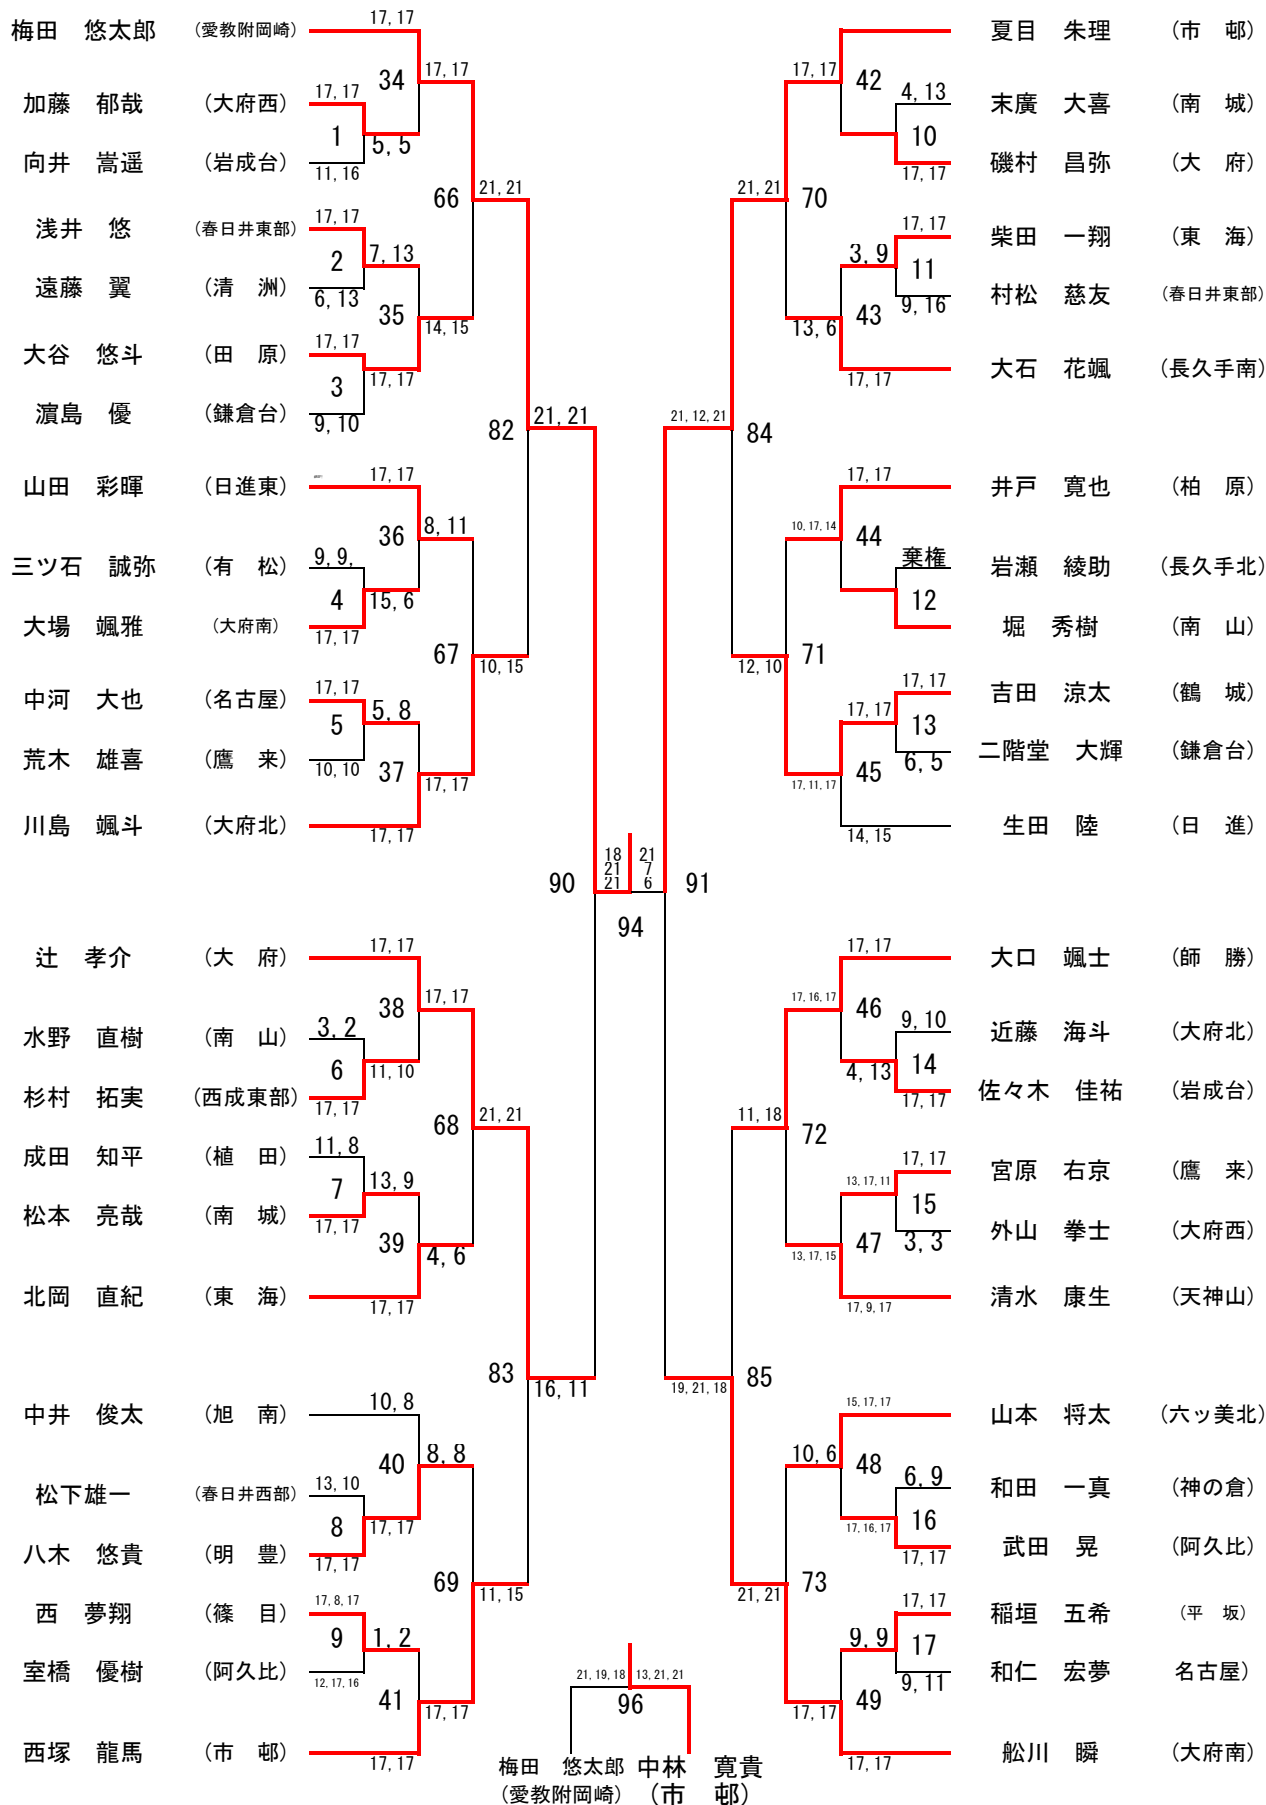 17, 17
梅田　悠太郎 （愛教附岡崎）
34
17, 17
加藤　郁哉 （大府西）
17, 17
1
5, 5
向井　嵩遥 （岩成台）
11, 16
66
21, 21
浅井　悠 （春日井東部）
17, 17
2
7, 13
遠藤　翼 （清　洲）
6, 13
35
14, 15
大谷　悠斗 （田　原）
17, 17
3
17, 17
濵島　優 （鎌倉台）
9, 10
82
21, 21
山田　彩暉 （日進東）
17, 17
36
8, 11
三ツ石　誠弥 （有　松）
9, 9,
4
15, 6
大場　颯雅 （大府南）
17, 17
67
10, 15
中河　大也 （名古屋）
17, 17
5
5, 8
荒木　雄喜 （鷹　来）
10, 10
37
17, 17
川島　颯斗 （大府北）
17, 17
90
18 21
21 7
21 6
91
94
辻　孝介 （大　府）
17, 17
38
17, 17
水野　直樹 （南　山）
3, 2
6
11, 10
杉村　拓実 （西成東部）
17, 17
68
21, 21
成田　知平 （植　田）
11, 8
7
13, 9
松本　亮哉 （南　城）
17, 17
39
4, 6
北岡　直紀 （東　海）
17, 17
83
16, 11
中井　俊太 （旭　南）
10, 8
40
8, 8
松下雄一 （春日井西部）
13, 10
8
17, 17
八木　悠貴 （明　豊）
17, 17
69
11, 15
西　夢翔 （篠　目）
17, 8, 17
9
1, 2
室橋　優樹 （阿久比）
12, 17, 16
41
17, 17
西塚　龍馬 （市　邨）
17, 17
夏目　朱理 （市　邨）
17, 17
42
末廣　大喜 （南　城）
4, 13
10
磯村　昌弥 （大　府）
17, 17
21, 21
70
柴田　一翔 （東　海）
17, 17
3, 9
11
村松　慈友 （春日井東部）
9, 16
13, 6
43
大石　花颯 （長久手南）
17, 17
21, 12, 21
84
井戸　寛也 （柏　原）
17, 17
10, 17, 14
44
岩瀬　綾助 （長久手北）
棄権
12
堀　秀樹 （南　山）
12, 10
71
吉田　涼太 （鶴　城）
17, 17
17, 17
13
二階堂　大輝 （鎌倉台）
6, 5
17, 11, 17
45
生田　陸 （日　進）
14, 15
大口　颯士 （師　勝）
17, 17
17, 16, 17
46
近藤　海斗 （大府北）
9, 10
4, 13
14
佐々木　佳祐 （岩成台）
17, 17
11, 18
72
宮原　右京 （鷹　来）
17, 17
13, 17, 11
15
外山　拳士 （大府西）
3, 3
13, 17, 15
47
清水　康生 （天神山）
17, 9, 17
19, 21, 18
85
山本　将太 （六ッ美北）
15, 17, 17
10, 6
48
和田　一真 （神の倉）
6, 9
17, 16, 17
16
武田　晃 （阿久比）
17, 17
21, 21
73
稲垣　五希 （平　坂）
17, 17
9, 9
17
和仁　宏夢 名古屋）
9, 11
17, 17
49
舩川　瞬 （大府南）
17, 17
21, 19, 18 13, 21, 21
96
梅田　悠太郎 中林　寛貴
（愛教附岡崎） （市　邨）